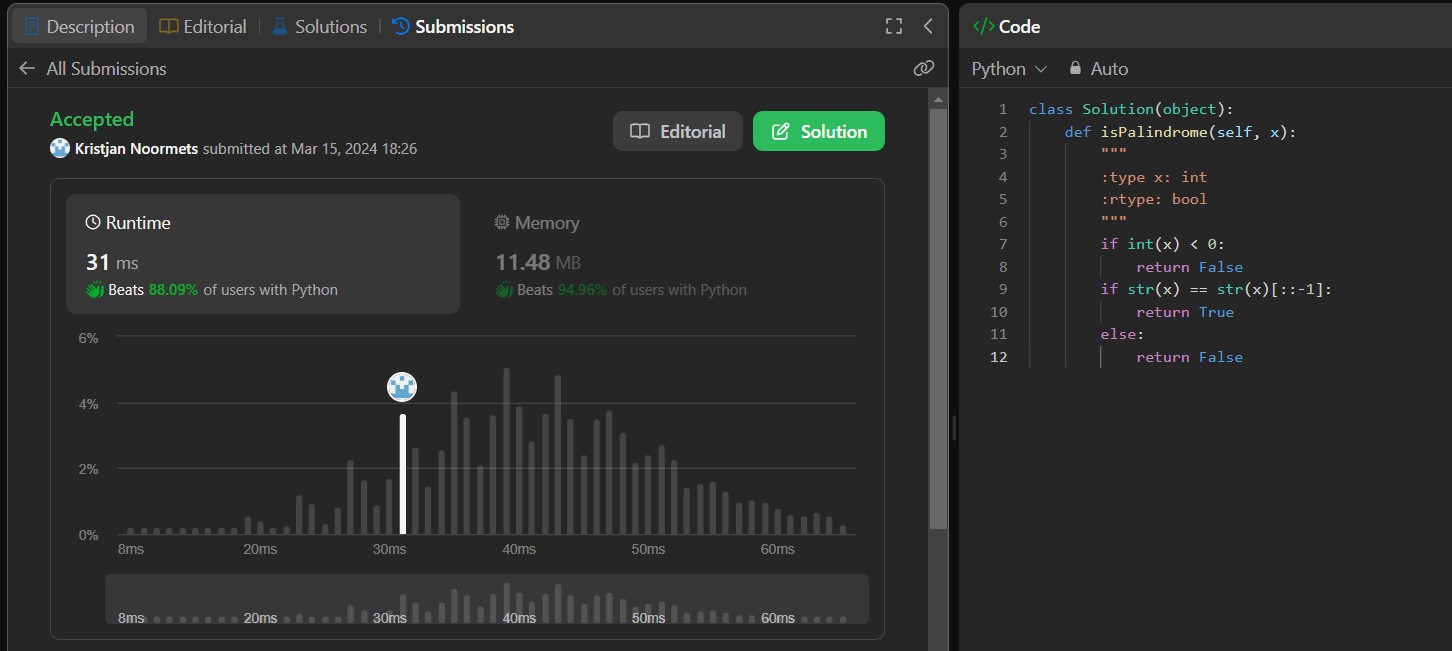 Description Editorial Solutions Submissions
All Submissions
Accepted
Kristjan Noormets submitted at Mar 15, 2024 18:26
Editorial
Solution
Runtime
31 ms
Beats 88.09% of users with Python
Memory
11.48 MB
Beats 94.96% of users with Python
6%
4%
2%
0%
8ms 20ms 30ms 40ms 50ms 60ms
8ms 20ms 30ms 40ms 50ms 60ms
</> Code
Python Auto
1 class Solution(object):
2 def isPalindrome(self, x):
3 """
4 :type x: int
5 :rtype: bool
6 """
7 if int(x) < 0:
8 return False
9 if str(x) == str(x)[::-1]:
10 return True
11 else:
12 return False